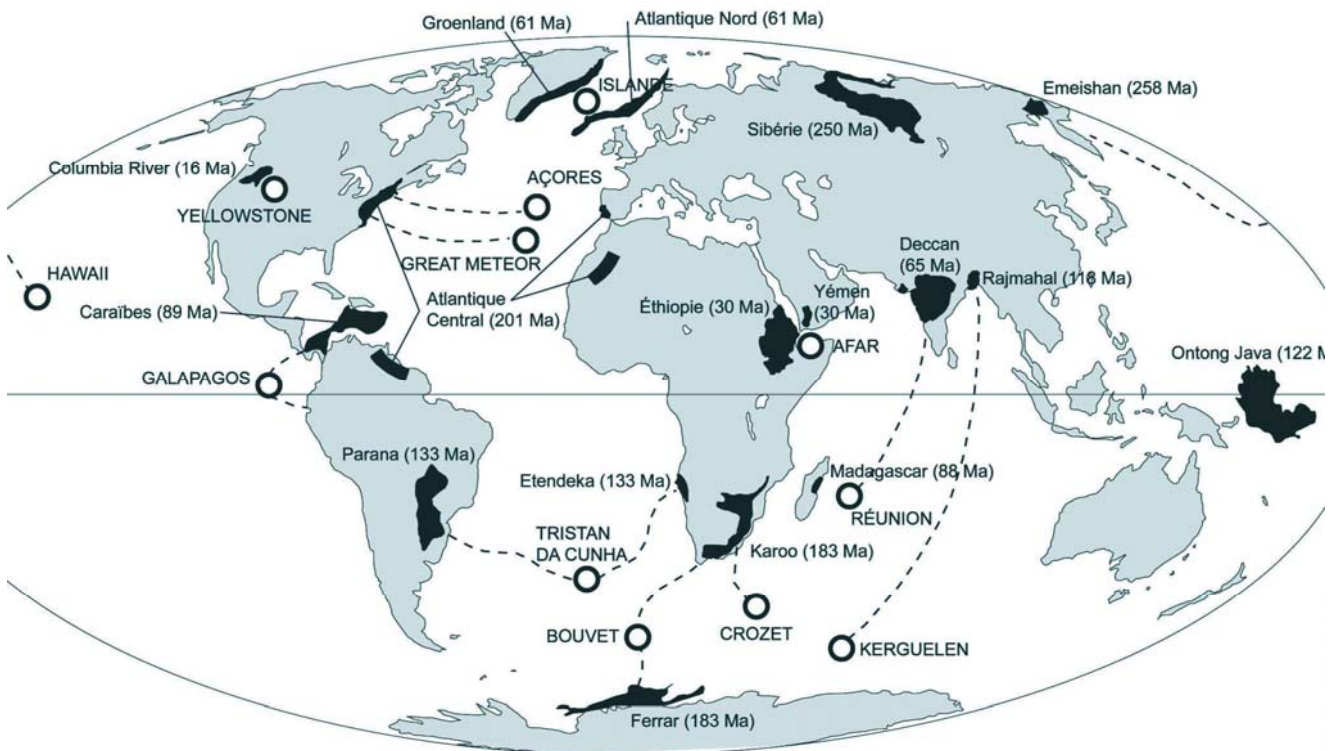 Groenland (61 Ma)
Atlantique Nord (61 Ma)
ISLANDE
Emeishan (258 Ma)
Sibérie (250 Ma)
Columbia River (16 Ma)
YELLOWSTONE
AÇORES
GREAT METEOR
HAWAII
Caraïbes (89 Ma)
Atlantique
Central (201 Ma)
Deccan
(65 Ma)
Rajmahal (118 Ma)
Éthiopie (30 Ma)
Yémen
(30 Ma)
AFAR
GALAPAGOS
Ontong Java (122 M
Parana (133 Ma)
Etendeka (133 Ma)
Madagascar (88 Ma)
RÉUNION
TRISTAN
DA CUNHA
Karoo (183 Ma)
BOUVET
CROZET
KERGUELEN
Ferrar (183 Ma)